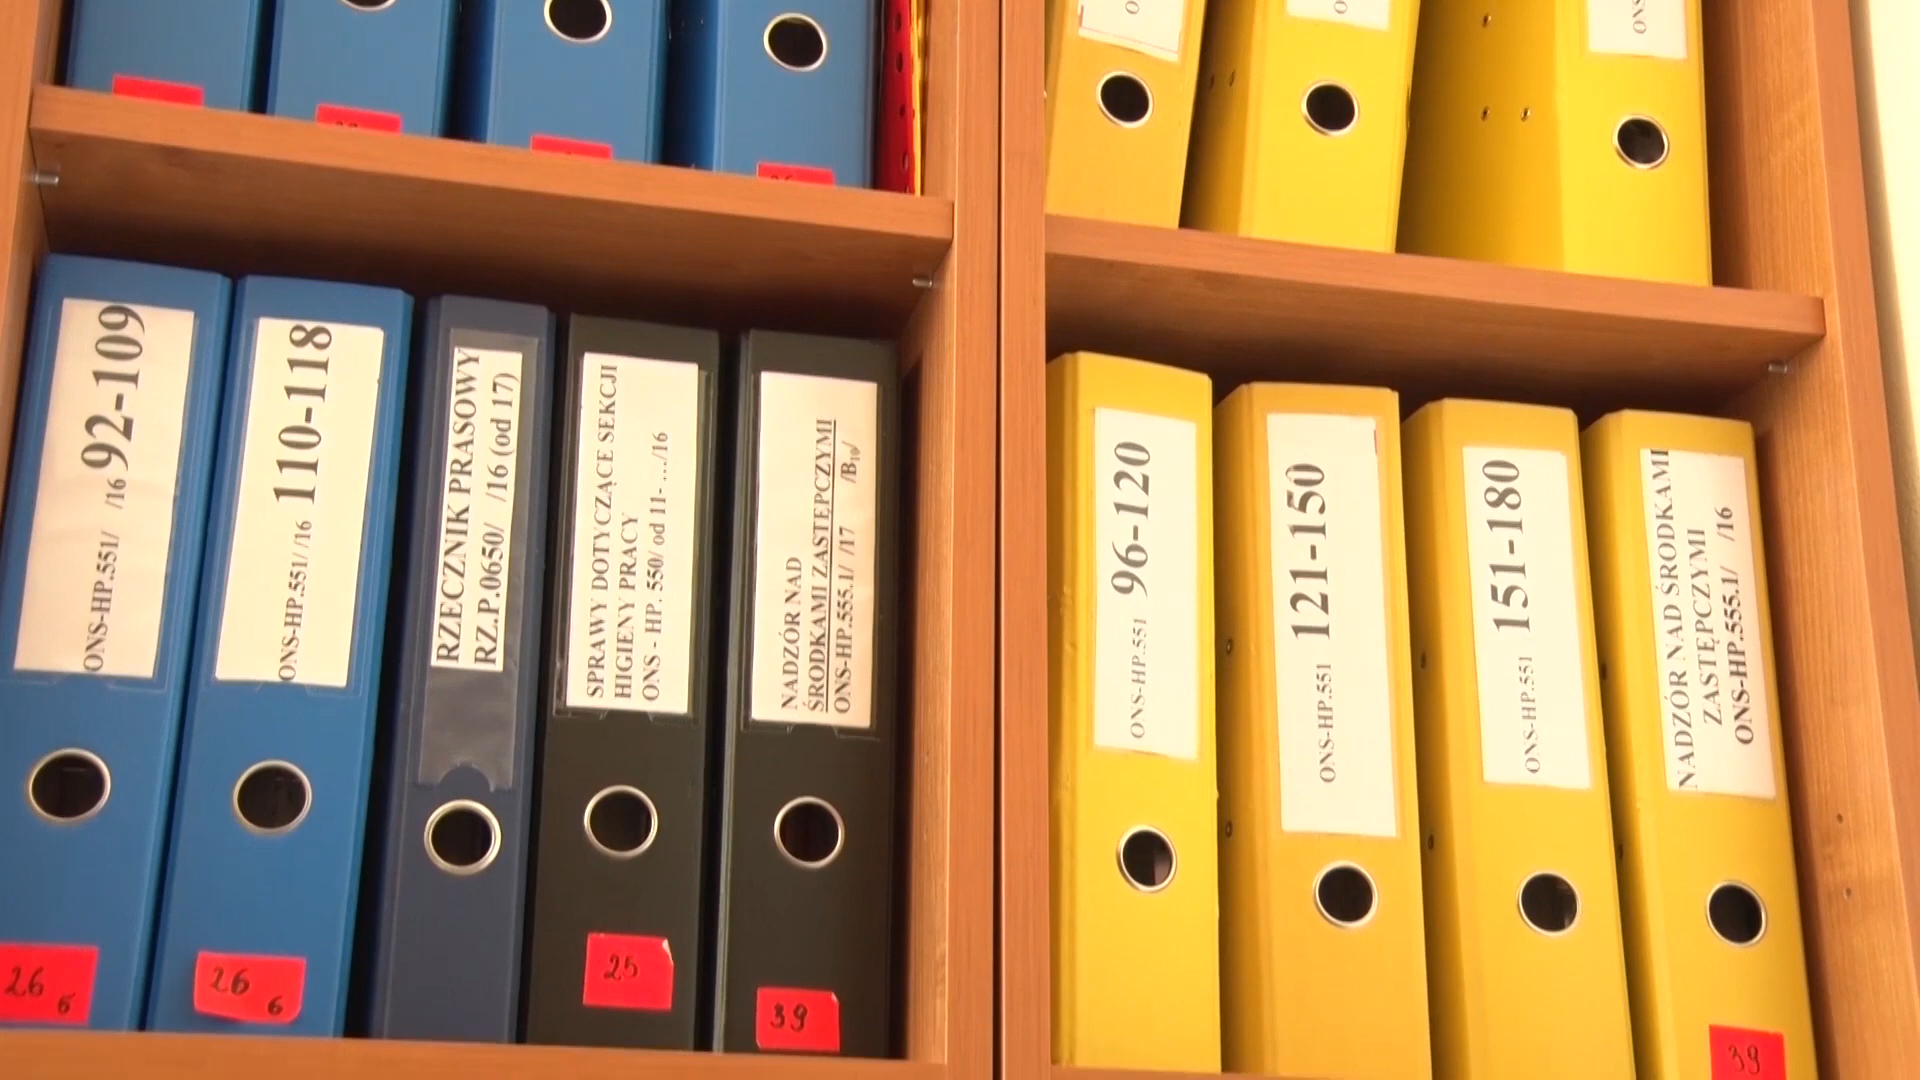 ONS-HP.551/ /16 92-109
ONS-HP.551/ /16 110-118
RZECZNIK PRASOWY
RZ.P.0650/ /16 (od 17)
SPRAWY DOTYCZĄCE SEKCJI
HIGIENY PRACY
ONS - HP. 550/ od 11- .../16
NADZÓR NAD
ŚRODKAMI ZASTĘPCZYMI
ONS-HP.555.1/ /17 /B10/
ONS-HP.551 96-120
ONS-HP.551 121-150
ONS-HP.551 151-180
NADZÓR NAD ŚRODKAMI
ZASTĘPCZYMI
ONS-HP.555.1/ /16
26 5
26 6
25
39
39